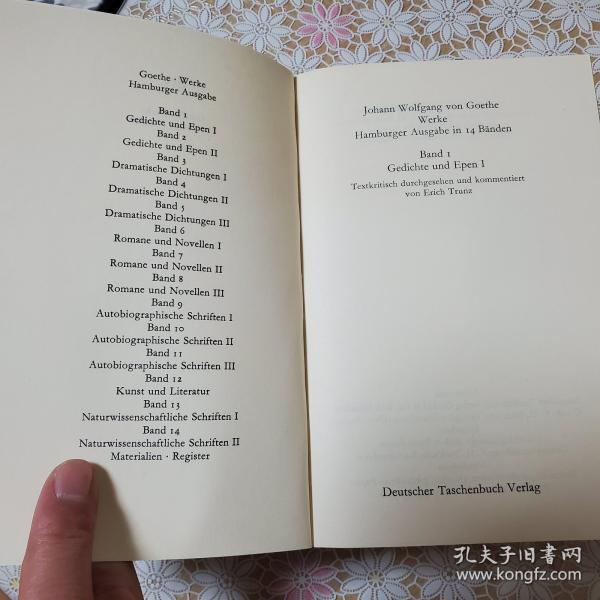 Goethe · Werke
Hamburger Ausgabe
Band 1
Gedichte und Epen I
Band 2
Gedichte und Epen II
Band 3
Dramatische Dichtungen I
Band 4
Dramatische Dichtungen II
Band 5
Dramatische Dichtungen III
Band 6
Romane und Novellen I
Band 7
Romane und Novellen II
Band 8
Romane und Novellen III
Band 9
Autobiographische Schriften I
Band 10
Autobiographische Schriften II
Band 11
Autobiographische Schriften III
Band 12
Kunst und Literatur
Band 13
Naturwissenschaftliche Schriften I
Band 14
Naturwissenschaftliche Schriften II
Materialien · Register
Johann Wolfgang von Goethe
Werke
Hamburger Ausgabe in 14 Bänden
Band 1
Gedichte und Epen I
Textkritisch durchgesehen und kommentiert
von Erich Trunz
Deutscher Taschenbuch Verlag
孔夫子旧书网
www.kongfz.com